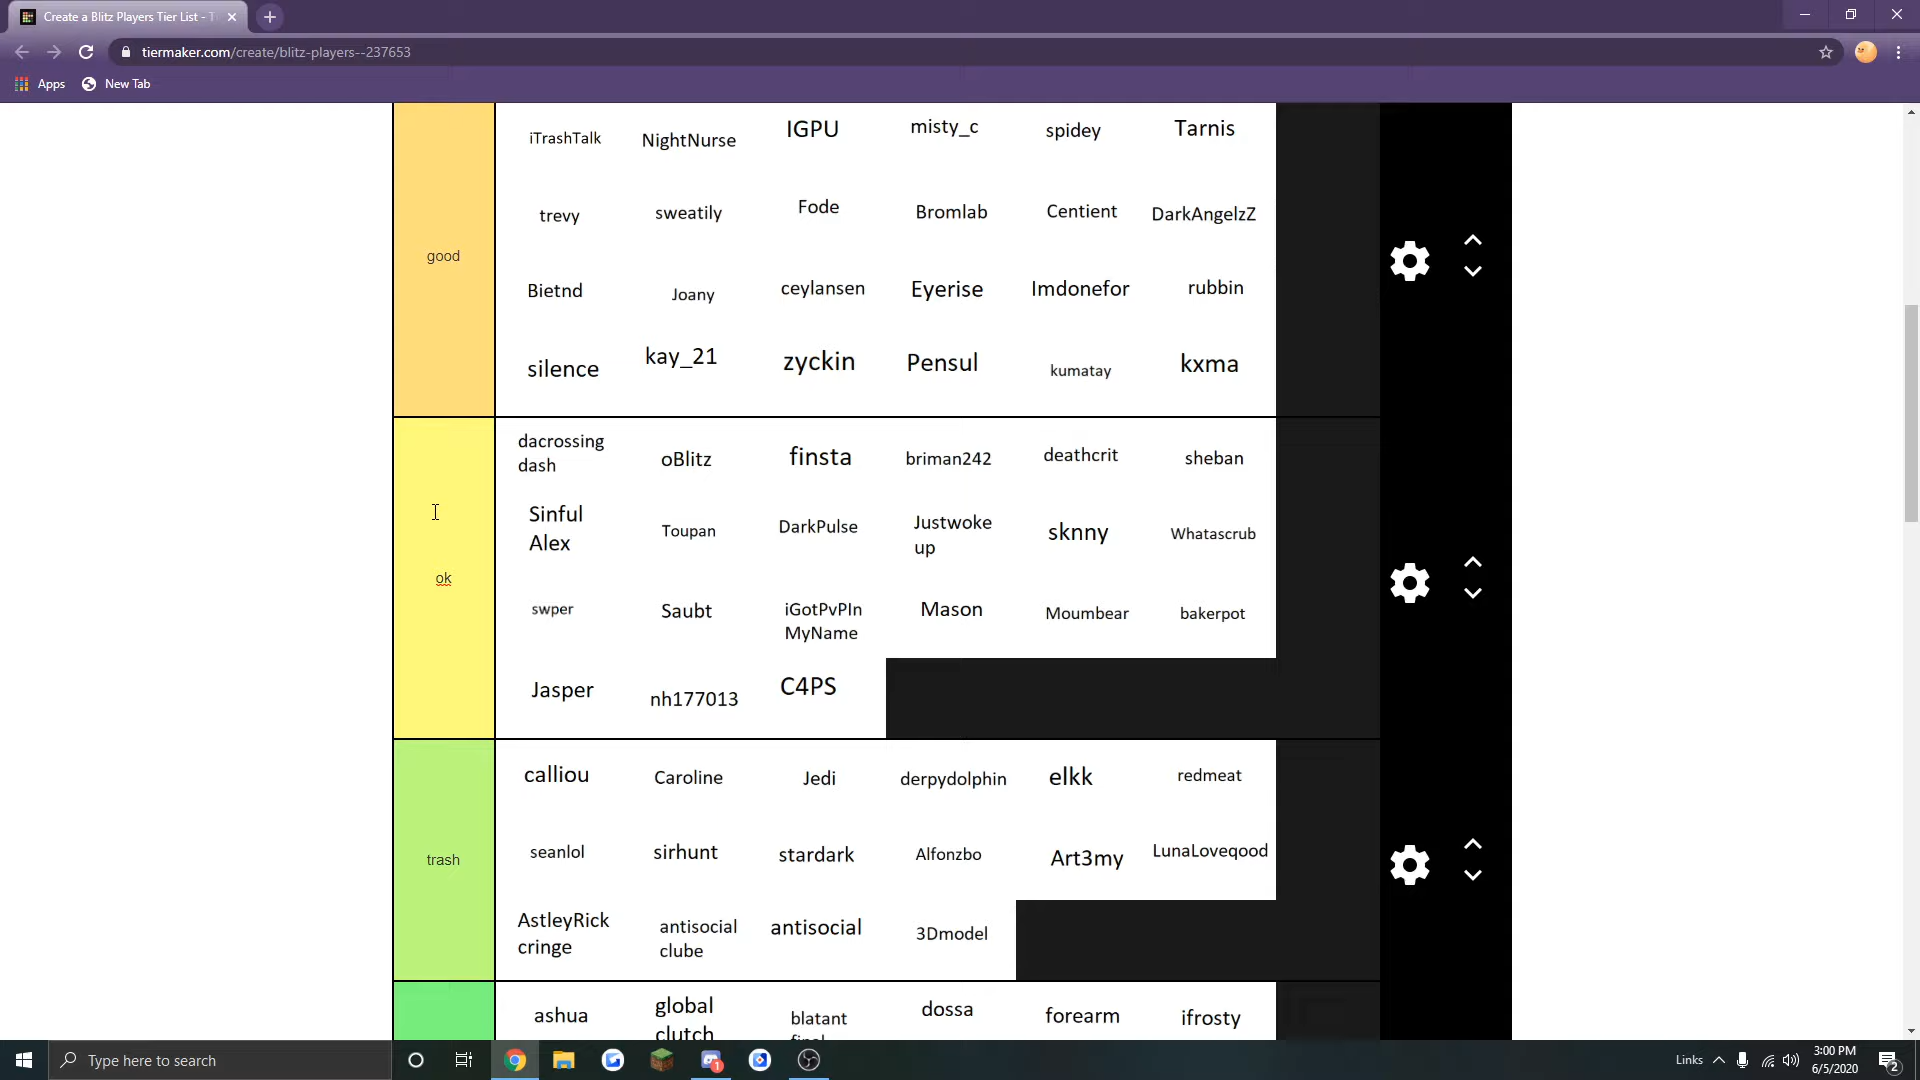 Create a Blitz Players Tier List - T
tiermaker.com/create/blitz-players--237653
Apps
New Tab
good
iTrashTalk NightNurse IGPU misty_c spidey Tarnis
trevy sweatily Fode Bromlab Centient DarkAngelzZ
Bietnd Joany ceylansen Eyerise Imdonefor rubbin
silence kay_21 zyckin Pensul kumatay kxma
ok
dacrossing
dash
oBlitz finsta briman242 deathcrit sheban
Sinful
Alex
Toupan DarkPulse
Justwoke
up
sknny Whatascrub
swper Saubt
iGotPvPIn
MyName
Mason Moumbear bakerpot
Jasper nh177013 C4PS
trash
calliou Caroline Jedi derpydolphin elkk redmeat
seanlol sirhunt stardark Alfonzbo Art3my LunaLoveqood
AstleyRick
cringe
antisocial
clube
antisocial 3Dmodel
ashua
global
clutch
blatant
final
dossa forearm ifrosty
Type here to search
1
Links
3:00 PM
6/5/2020
2